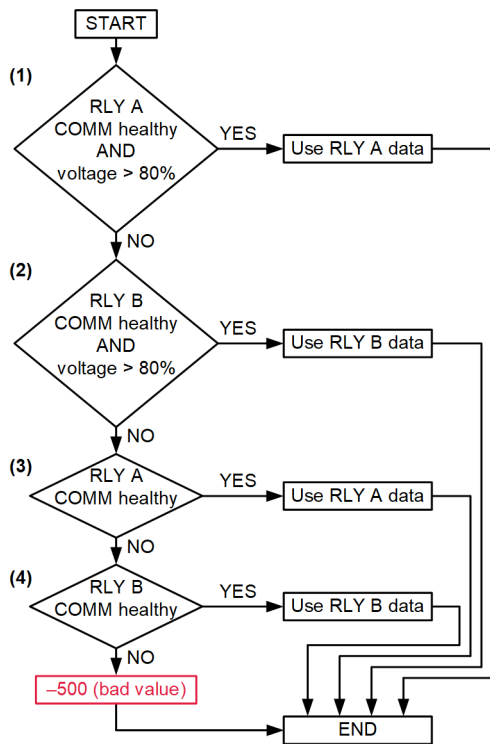 START
(1)
RLY A
COMM healthy
AND
voltage > 80%
YES
Use RLY A data
NO
(2)
RLY B
COMM healthy
AND
voltage > 80%
YES
Use RLY B data
NO
(3)
RLY A
COMM healthy
YES
Use RLY A data
NO
(4)
RLY B
COMM healthy
YES
Use RLY B data
NO
–500 (bad value)
END